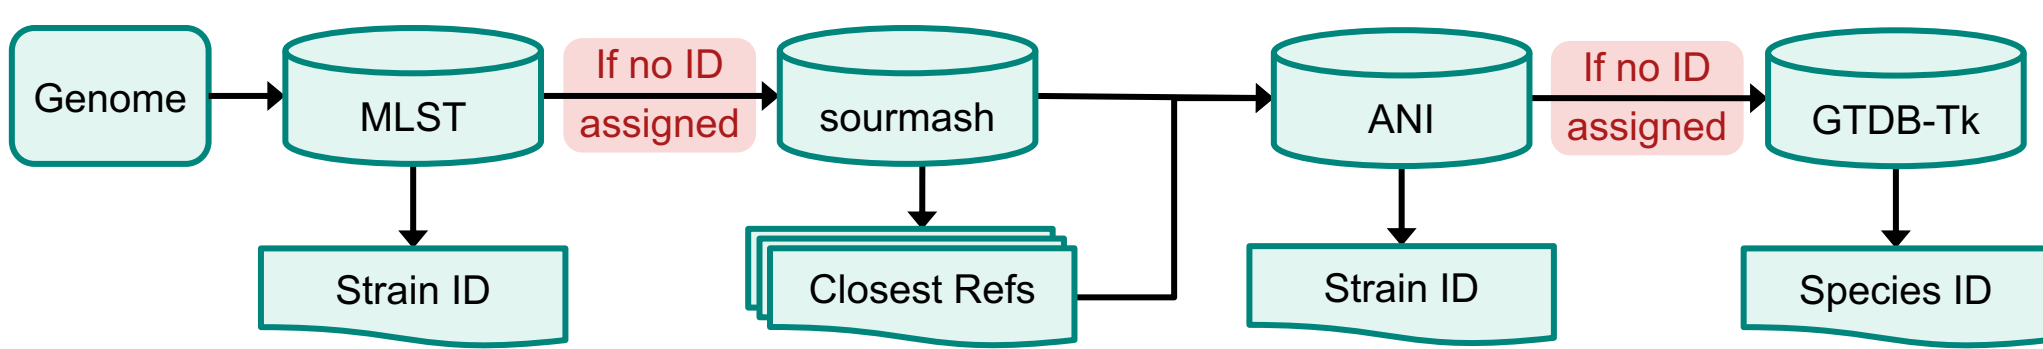 Genome
MLST
If no ID
assigned
sourmash
ANI
If no ID
assigned
GTDB-Tk
Strain ID
Closest Refs
Strain ID
Species ID